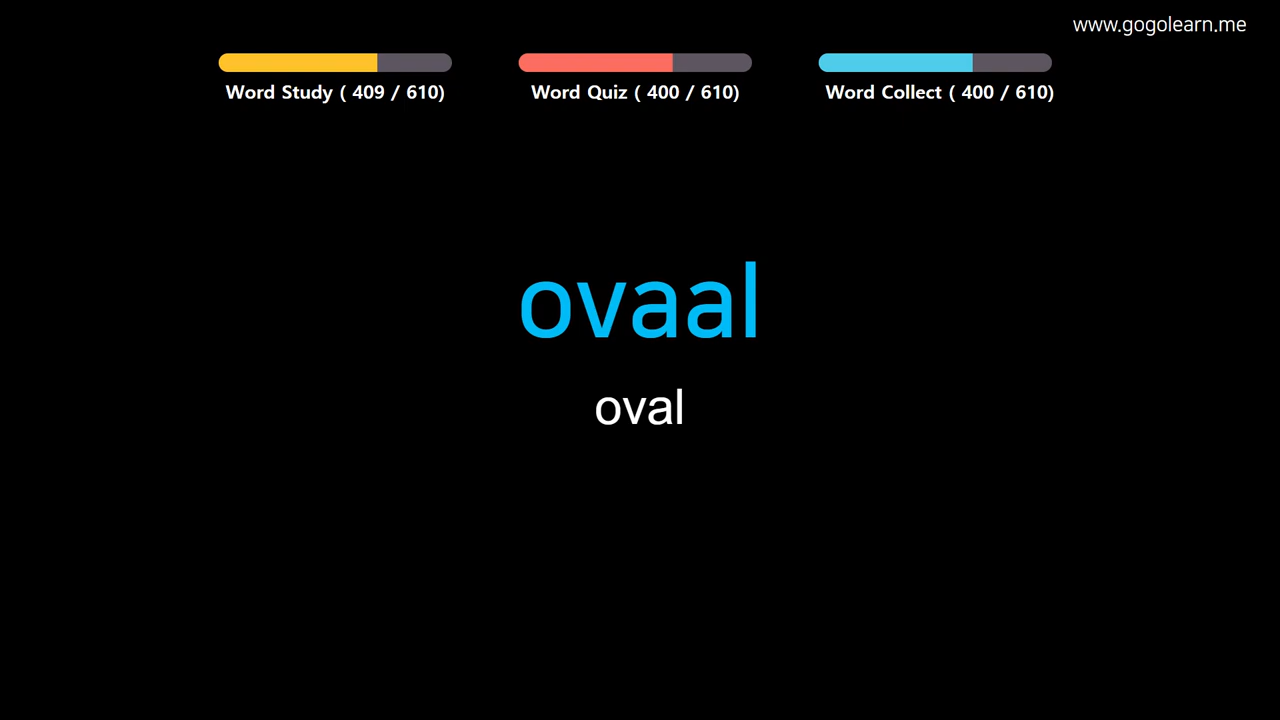 www.gogolearn.me
Word Study ( 409 / 610)
Word Quiz ( 400 / 610)
Word Collect ( 400 / 610)
ovaal
oval